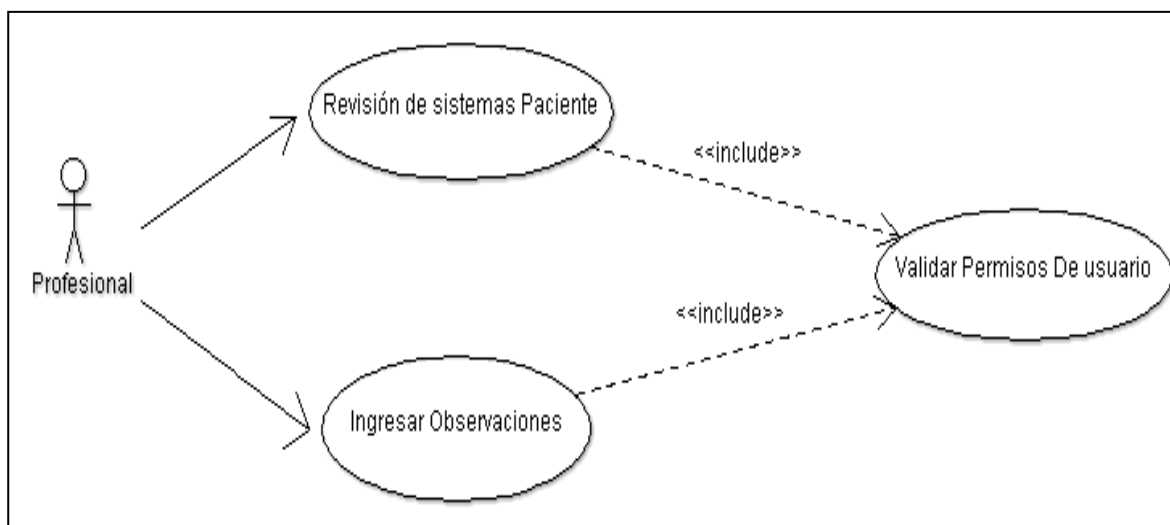 Revisión de sistemas Paciente
<<include>>
Profesional
Validar Permisos De usuario
<<include>>
Ingresar Observaciones